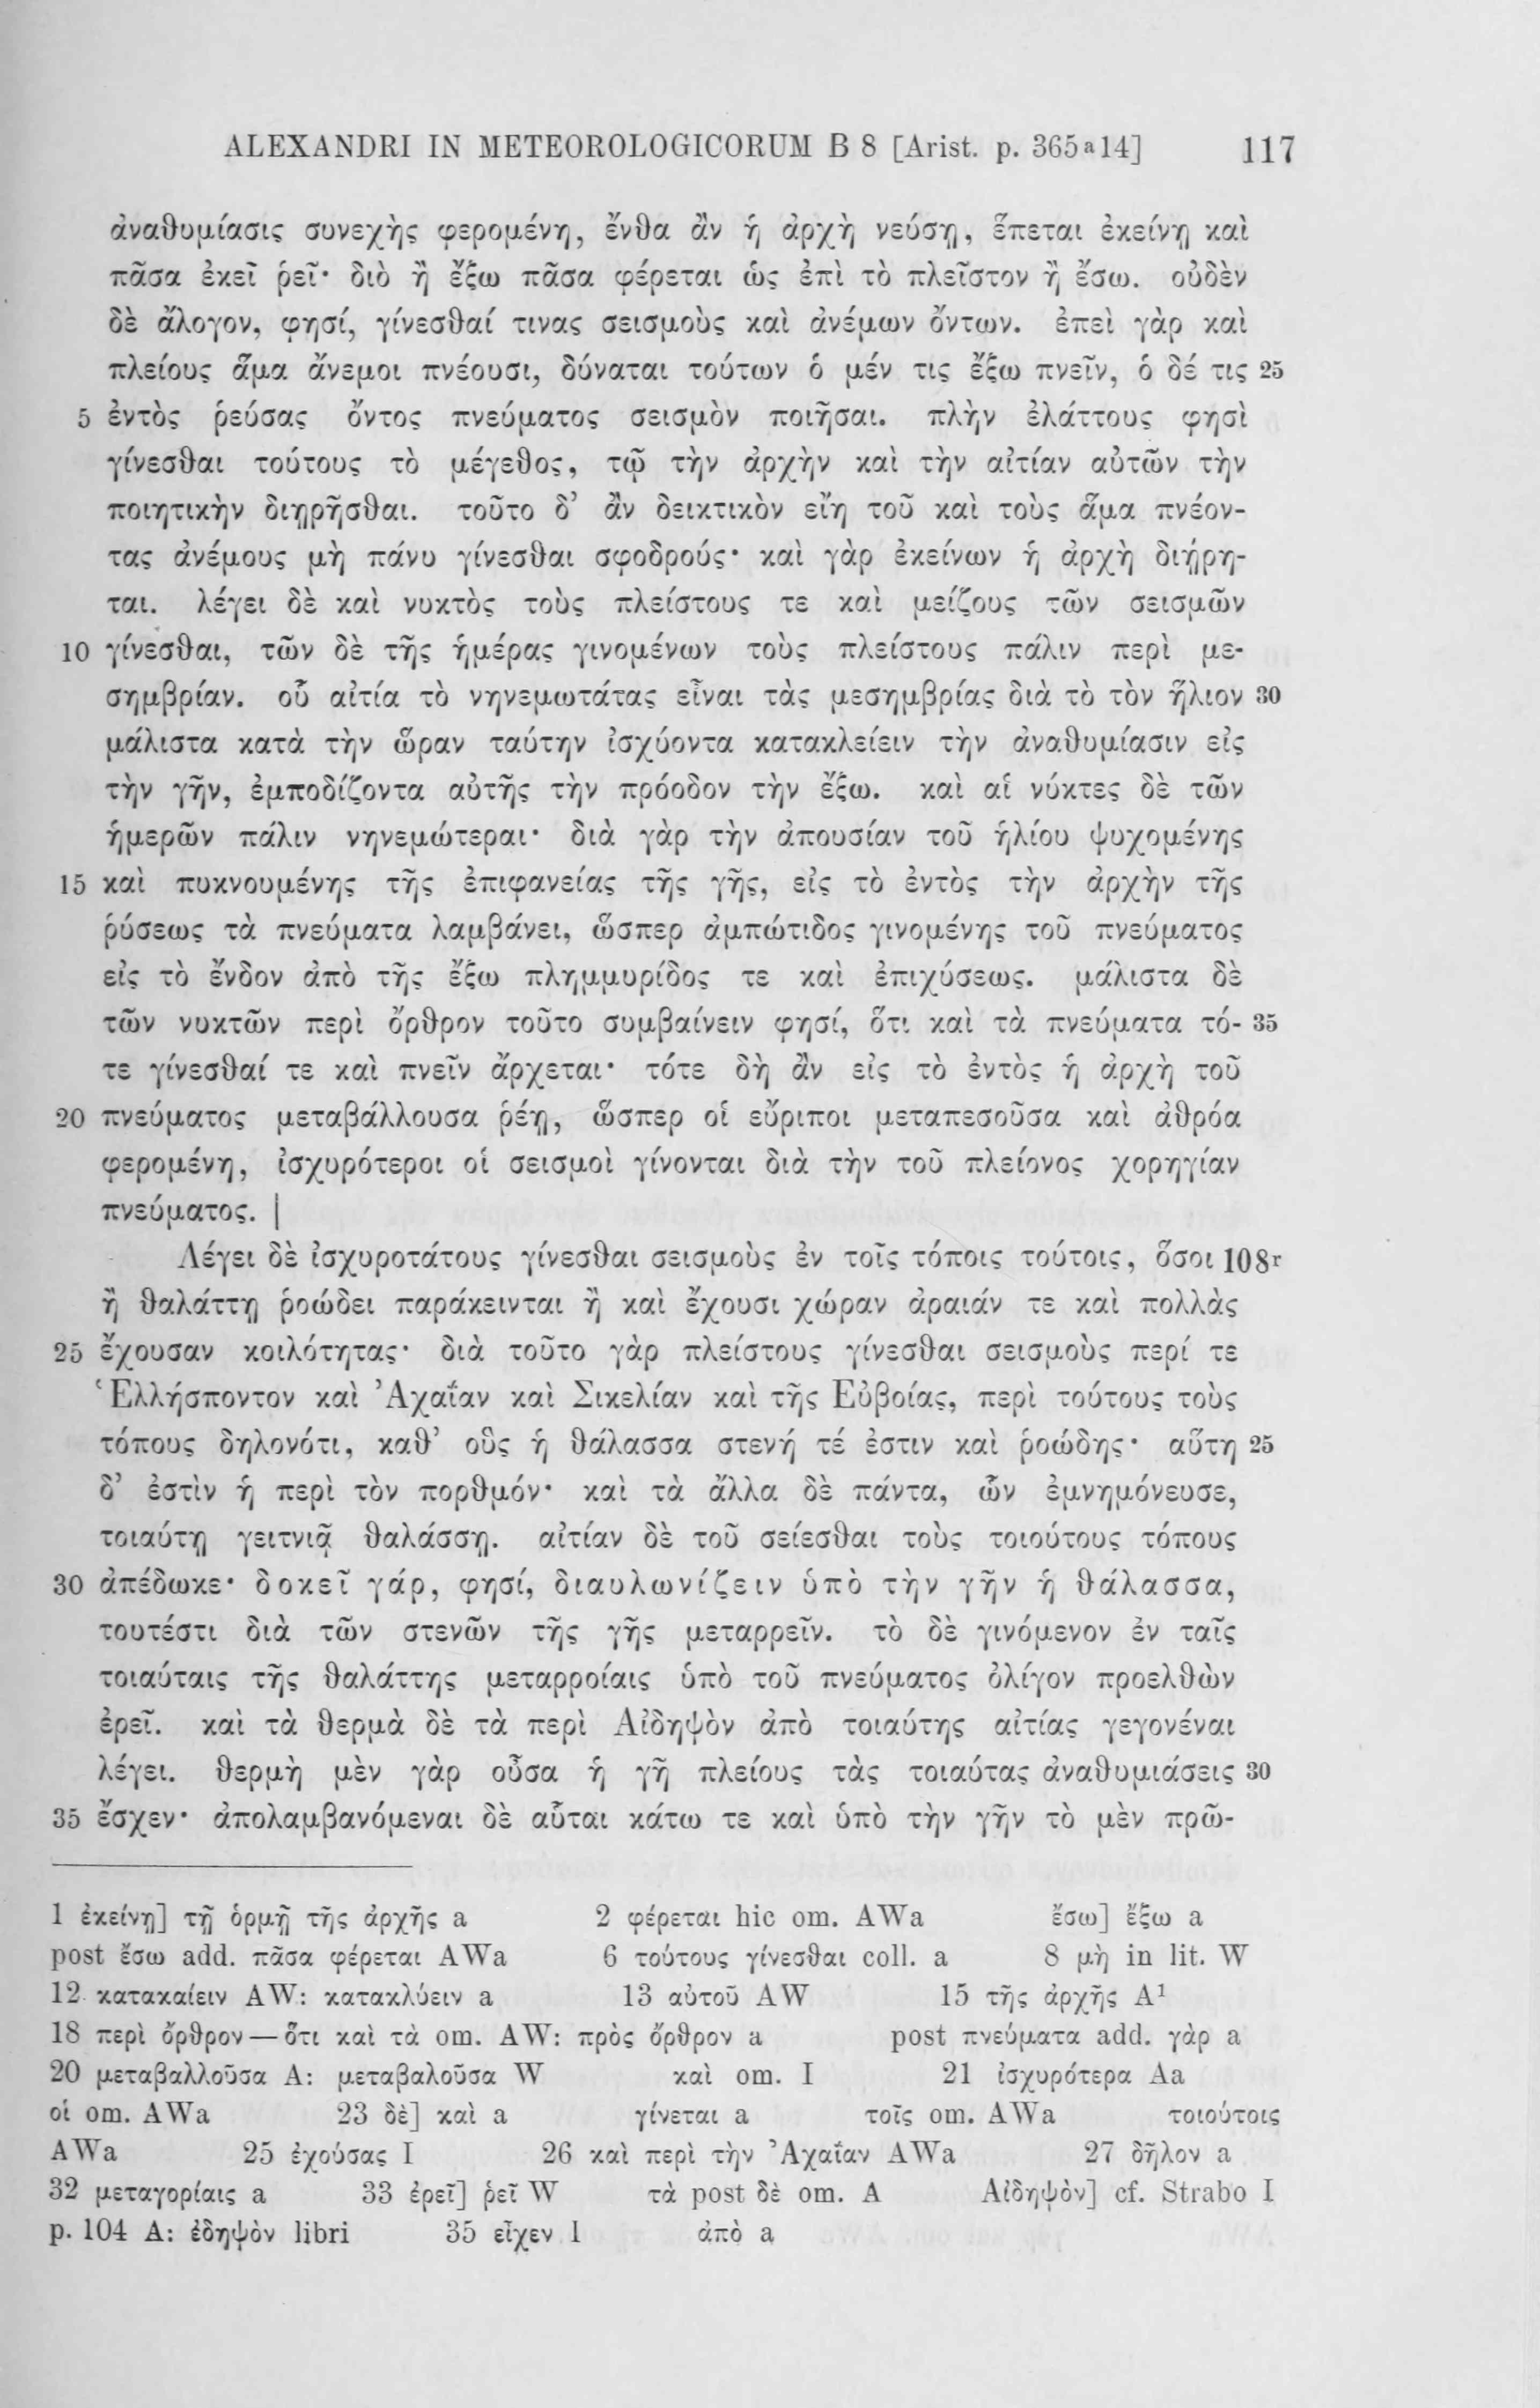 ALEXANDRI IN METEOROLOGICORUM B 8 [Arist. p. 365a14] 117
ἀναθυμίασις συνεχὴς φερομένη, ἔνθα ἂν ἡ ἀρχὴ νεύσῃ, ἕπεται ἐκείνῃ καὶ
πᾶσα ἐκεῖ ῥεῖ· διὸ ἢ ἔξω πᾶσα φέρεται ὡς ἐπὶ τὸ πλεῖστον ἢ ἔσω. οὐδὲν
δὲ ἄλογον, φησί, γίνεσθαί τινας σεισμοὺς καὶ ἀνέμων ὄντων. ἐπεὶ γὰρ καὶ
πλείους ἅμα ἄνεμοι πνέουσι, δύναται τούτων ὁ μέν τις ἔξω πνεῖν, ὁ δέ τις 25
5 ἐντὸς ῥεύσας ὄντος πνεύματος σεισμὸν ποιῆσαι. πλὴν ἐλάττους φησὶ
γίνεσθαι τούτους τὸ μέγεθος, τῷ τὴν ἀρχὴν καὶ τὴν αἰτίαν αὐτῶν τὴν
ποιητικὴν διῃρῆσθαι. τοῦτο δ’ ἂν δεικτικὸν εἴη τοῦ καὶ τοὺς ἅμα πνέον-
τας ἀνέμους μὴ πάνυ γίνεσθαι σφοδρούς· καὶ γὰρ ἐκείνων ἡ ἀρχὴ διῄρη-
ται. λέγει δὲ καὶ νυκτὸς τοὺς πλείστους τε καὶ μείζους τῶν σεισμῶν
10 γίνεσθαι, τῶν δὲ τῆς ἡμέρας γινομένων τοὺς πλείστους πάλιν περὶ με-
σημβρίαν. οὗ αἰτία τὸ νηνεμωτάτας εἶναι τὰς μεσημβρίας διὰ τὸ τὸν ἥλιον 30
μάλιστα κατὰ τὴν ὥραν ταύτην ἰσχύοντα κατακλείειν τὴν ἀναθυμίασιν εἰς
τὴν γῆν, ἐμποδίζοντα αὐτῆς τὴν πρόοδον τὴν ἔξω. καὶ αἱ νύκτες δὲ τῶν
ἡμερῶν πάλιν νηνεμώτεραι· διὰ γὰρ τὴν ἀπουσίαν τοῦ ἡλίου ψυχομένης
15 καὶ πυκνουμένης τῆς ἐπιφανείας τῆς γῆς, εἰς τὸ ἐντὸς τὴν ἀρχὴν τῆς
ῥύσεως τὰ πνεύματα λαμβάνει, ὥσπερ ἀμπώτιδος γινομένης τοῦ πνεύματος
εἰς τὸ ἔνδον ἀπὸ τῆς ἔξω πλημμυρίδος τε καὶ ἐπιχύσεως. μάλιστα δὲ
τῶν νυκτῶν περὶ ὄρθρον τοῦτο συμβαίνειν φησί, ὅτι καὶ τὰ πνεύματα τό- 35
τε γίνεσθαί τε καὶ πνεῖν ἄρχεται· τότε δὴ ἂν εἰς τὸ ἐντὸς ἡ ἀρχὴ τοῦ
20 πνεύματος μεταβάλλουσα ῥέῃ, ὥσπερ οἱ εὔριποι μεταπεσοῦσα καὶ ἀθρόα
φερομένη, ἰσχυρότεροι οἱ σεισμοὶ γίνονται διὰ τὴν τοῦ πλείονος χορηγίαν
πνεύματος. |
Λέγει δὲ ἰσχυροτάτους γίνεσθαι σεισμοὺς ἐν τοῖς τόποις τούτοις, ὅσοι 108r
ἢ θαλάττῃ ῥοώδει παράκεινται ἢ καὶ ἔχουσι χώραν ἀραιάν τε καὶ πολλὰς
25 ἔχουσαν κοιλότητας· διὰ τοῦτο γὰρ πλείστους γίνεσθαι σεισμοὺς περί τε
Ἑλλήσποντον καὶ Ἀχαΐαν καὶ Σικελίαν καὶ τῆς Εὐβοίας, περὶ τούτους τοὺς
τόπους δηλονότι, καθ’ οὓς ἡ θάλασσα στενή τέ ἐστιν καὶ ῥοώδης· αὕτη 25
δ’ ἐστὶν ἡ περὶ τὸν πορθμόν· καὶ τὰ ἄλλα δὲ πάντα, ὧν ἐμνημόνευσε,
τοιαύτῃ γειτνιᾷ θαλάσσῃ. αἰτίαν δὲ τοῦ σείεσθαι τοὺς τοιούτους τόπους
30 ἀπέδωκε· δοκεῖ γάρ, φησί, διαυλωνίζειν ὑπὸ τὴν γῆν ἡ θάλασσα,
τουτέστι διὰ τῶν στενῶν τῆς γῆς μεταρρεῖν. τὸ δὲ γινόμενον ἐν ταῖς
τοιαύταις τῆς θαλάττης μεταρροίαις ὑπὸ τοῦ πνεύματος ὀλίγον προελθὼν
ἐρεῖ. καὶ τὰ θερμὰ δὲ τὰ περὶ Αἰδηψὸν ἀπὸ τοιαύτης αἰτίας γεγονέναι
λέγει. θερμὴ μὲν γὰρ οὖσα ἡ γῆ πλείους τὰς τοιαύτας ἀναθυμιάσεις 30
35 ἔσχεν· ἀπολαμβανόμεναι δὲ αὗται κάτω τε καὶ ὑπὸ τὴν γῆν τὸ μὲν πρῶ-
1 ἐκείνῃ] τῇ ὁρμῇ τῆς ἀρχῆς a 2 φέρεται hic om. AWa ἔσω] ἔξω a
post ἔσω add. πᾶσα φέρεται AWa 6 τούτους γίνεσθαι coll. a 8 μὴ in lit. W
12 κατακαίειν AW: κατακλύειν a 13 αὐτοῦ AW 15 τῆς ἀρχῆς A¹
18 περὶ ὄρθρον — ὅτι καὶ τὰ om. AW: πρὸς ὄρθρον a post πνεύματα add. γὰρ a
20 μεταβαλλοῦσα A: μεταβαλοῦσα W καὶ om. I 21 ἰσχυρότερα Aa
οἱ om. AWa 23 δὲ] καὶ a γίνεται a τοῖς om. AWa τοιούτοις
AWa 25 ἐχούσας I 26 καὶ περὶ τὴν Ἀχαΐαν AWa 27 δῆλον a
32 μεταγορίαις a 33 ἐρεῖ] ῥεῖ W τὰ post δὲ om. A Αἰδηψὸν] cf. Strabo I
p. 104 A: ἐδηψὸν libri 35 εἶχεν I ἀπὸ a